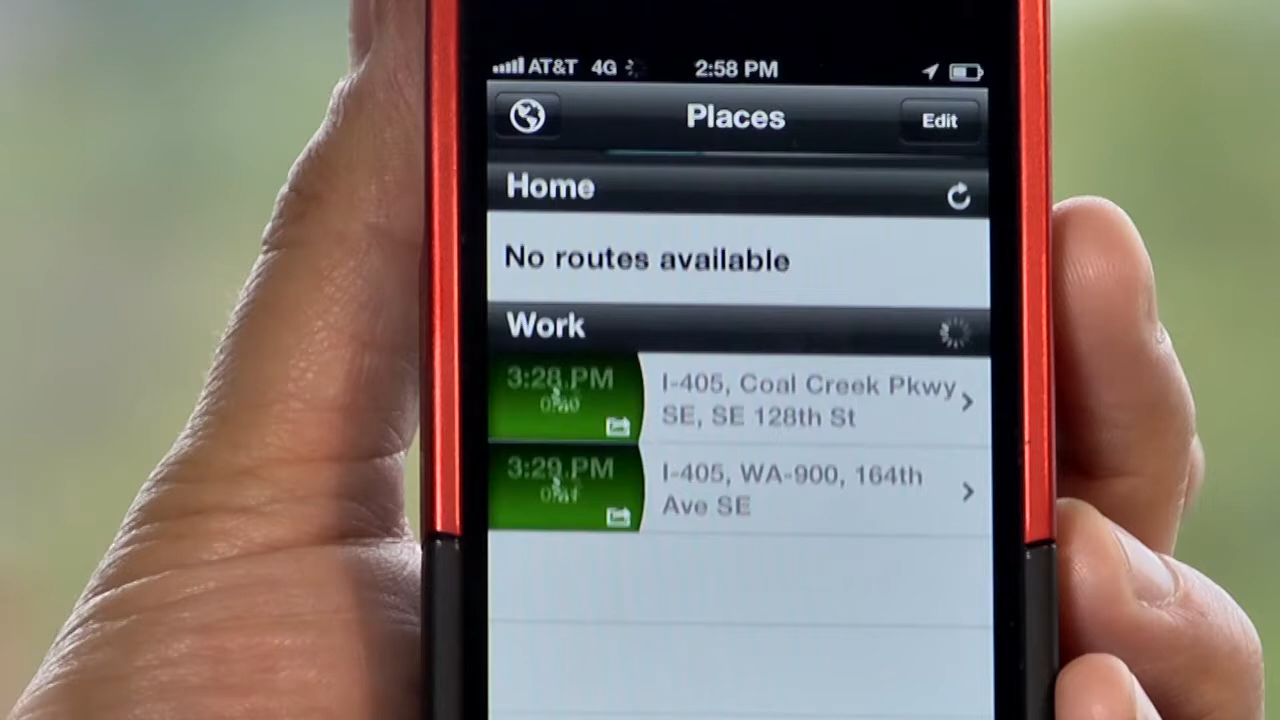 AT&T 4G 2:58 PM
Places
Edit
Home
No routes available
Work
3:28 PM
I-405, Coal Creek Pkwy
SE, SE 128th St
3:29 PM
I-405, WA-900, 164th
Ave SE